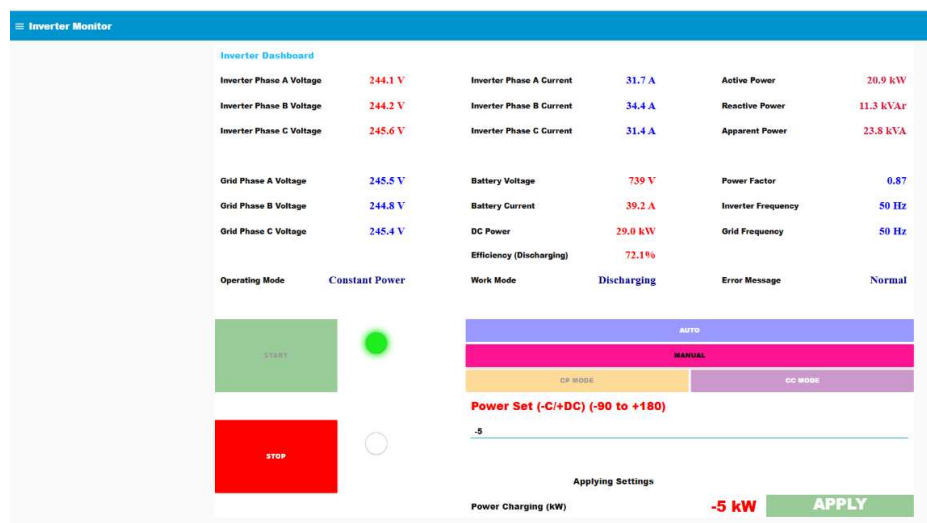 ≡ Inverter Monitor
Inverter Dashboard
Inverter Phase A Voltage 244.1 V Inverter Phase A Current 31.7 A Active Power 20.9 kW
Inverter Phase B Voltage 244.2 V Inverter Phase B Current 34.4 A Reactive Power 11.3 kVAr
Inverter Phase C Voltage 245.6 V Inverter Phase C Current 31.4 A Apparent Power 23.8 kVA
Grid Phase A Voltage 245.5 V Battery Voltage 739 V Power Factor 0.87
Grid Phase B Voltage 244.8 V Battery Current 39.2 A Inverter Frequency 50 Hz
Grid Phase C Voltage 245.4 V DC Power 29.0 kW Grid Frequency 50 Hz
Efficiency (Discharging) 72.1%
Operating Mode Constant Power Work Mode Discharging Error Message Normal
AUTO
START MANUAL
CP MODE CC MODE
Power Set (-C/+DC) (-90 to +180)
-5
STOP
Applying Settings
Power Charging (kW) -5 kW APPLY